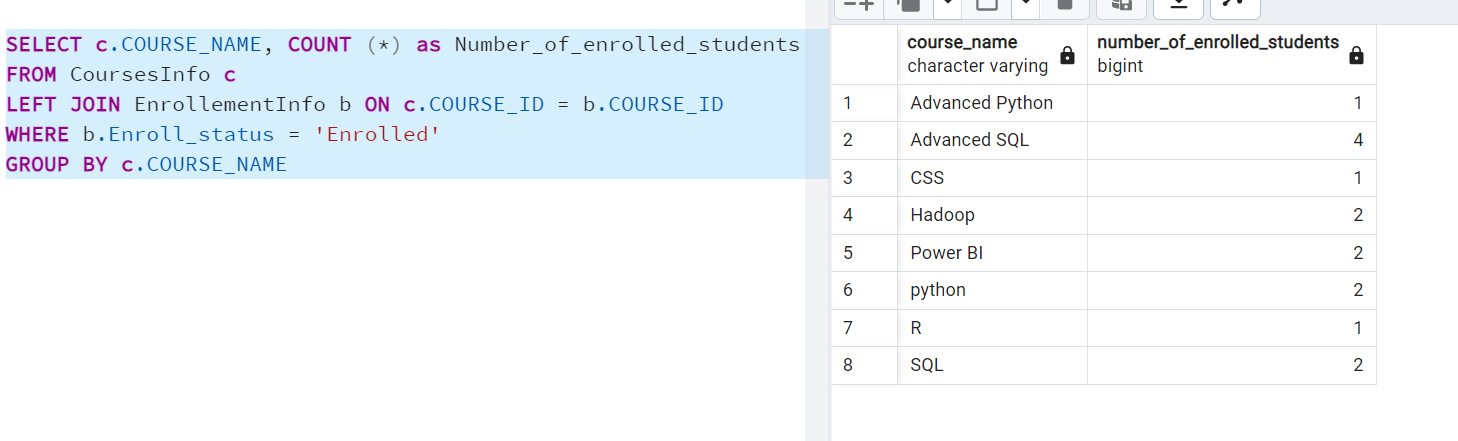 SELECT c.COURSE_NAME, COUNT (*) as Number_of_enrolled_students
FROM CoursesInfo c
LEFT JOIN EnrollementInfo b ON c.COURSE_ID = b.COURSE_ID
WHERE b.Enroll_status = 'Enrolled'
GROUP BY c.COURSE_NAME
course_name number_of_enrolled_students
character varying bigint
1 Advanced Python 1
2 Advanced SQL 4
3 CSS 1
4 Hadoop 2
5 Power BI 2
6 python 2
7 R 1
8 SQL 2